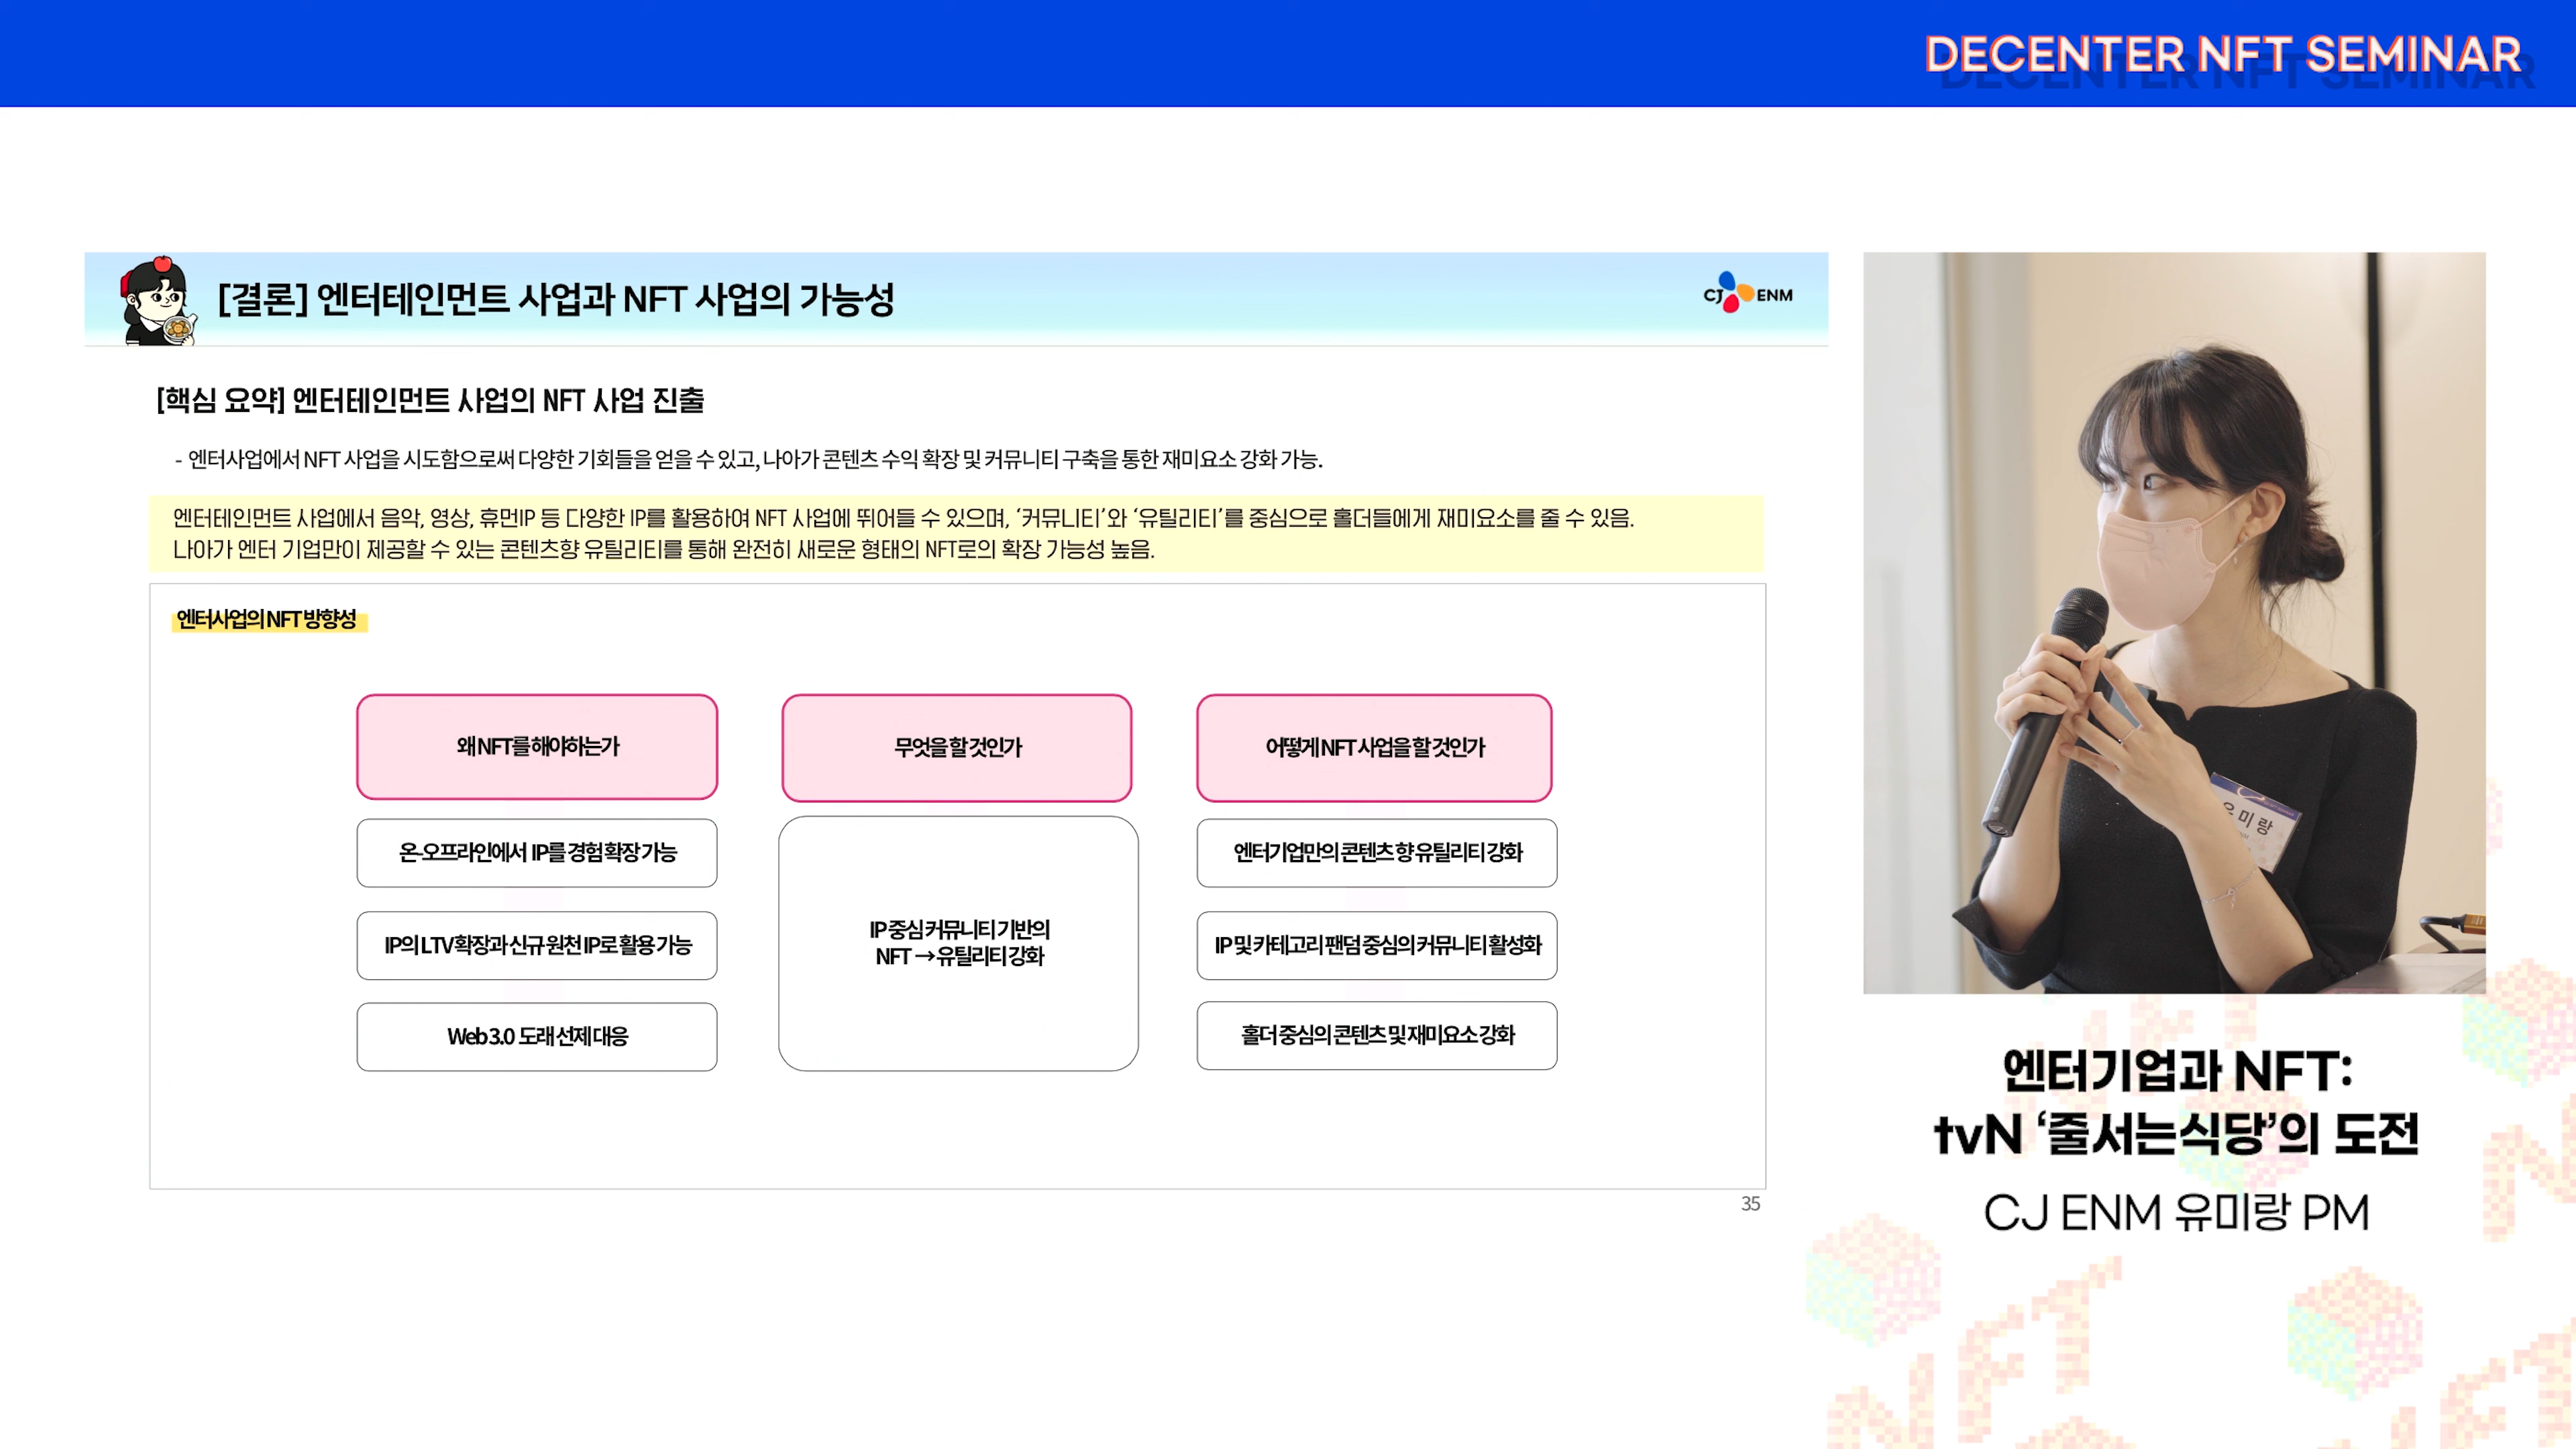 DECENTER NFT SEMINAR
[결론] 엔터테인먼트 사업과 NFT 사업의 가능성
CJ ENM
[핵심 요약] 엔터테인먼트 사업의 NFT 사업 진출
- 엔터사업에서 NFT 사업을 시도함으로써 다양한 기회들을 얻을 수 있고, 나아가 콘텐츠 수익 확장 및 커뮤니티 구축을 통한 재미요소 강화 가능.
엔터테인먼트 사업에서 음악, 영상, 휴먼IP 등 다양한 IP를 활용하여 NFT 사업에 뛰어들 수 있으며, ‘커뮤니티’와 ‘유틸리티’를 중심으로 홀더들에게 재미요소를 줄 수 있음.
나아가 엔터 기업만이 제공할 수 있는 콘텐츠향 유틸리티를 통해 완전히 새로운 형태의 NFT로의 확장 가능성 높음.
엔터사업의 NFT 방향성
왜 NFT를 해야하는가
온-오프라인에서 IP를 경험 확장 가능
IP의 LTV 확장과 신규 원천 IP로 활용 가능
Web 3.0 도래 선제 대응
무엇을 할 것인가
IP 중심 커뮤니티 기반의
NFT → 유틸리티 강화
어떻게 NFT 사업을 할 것인가
엔터기업만의 콘텐츠 향 유틸리티 강화
IP 및 카테고리 팬덤 중심의 커뮤니티 활성화
홀더 중심의 콘텐츠 및 재미요소 강화
35
유미랑
엔터기업과 NFT:
tvN ‘줄서는식당’의 도전
CJ ENM 유미랑 PM
NFT
NFT
NFT